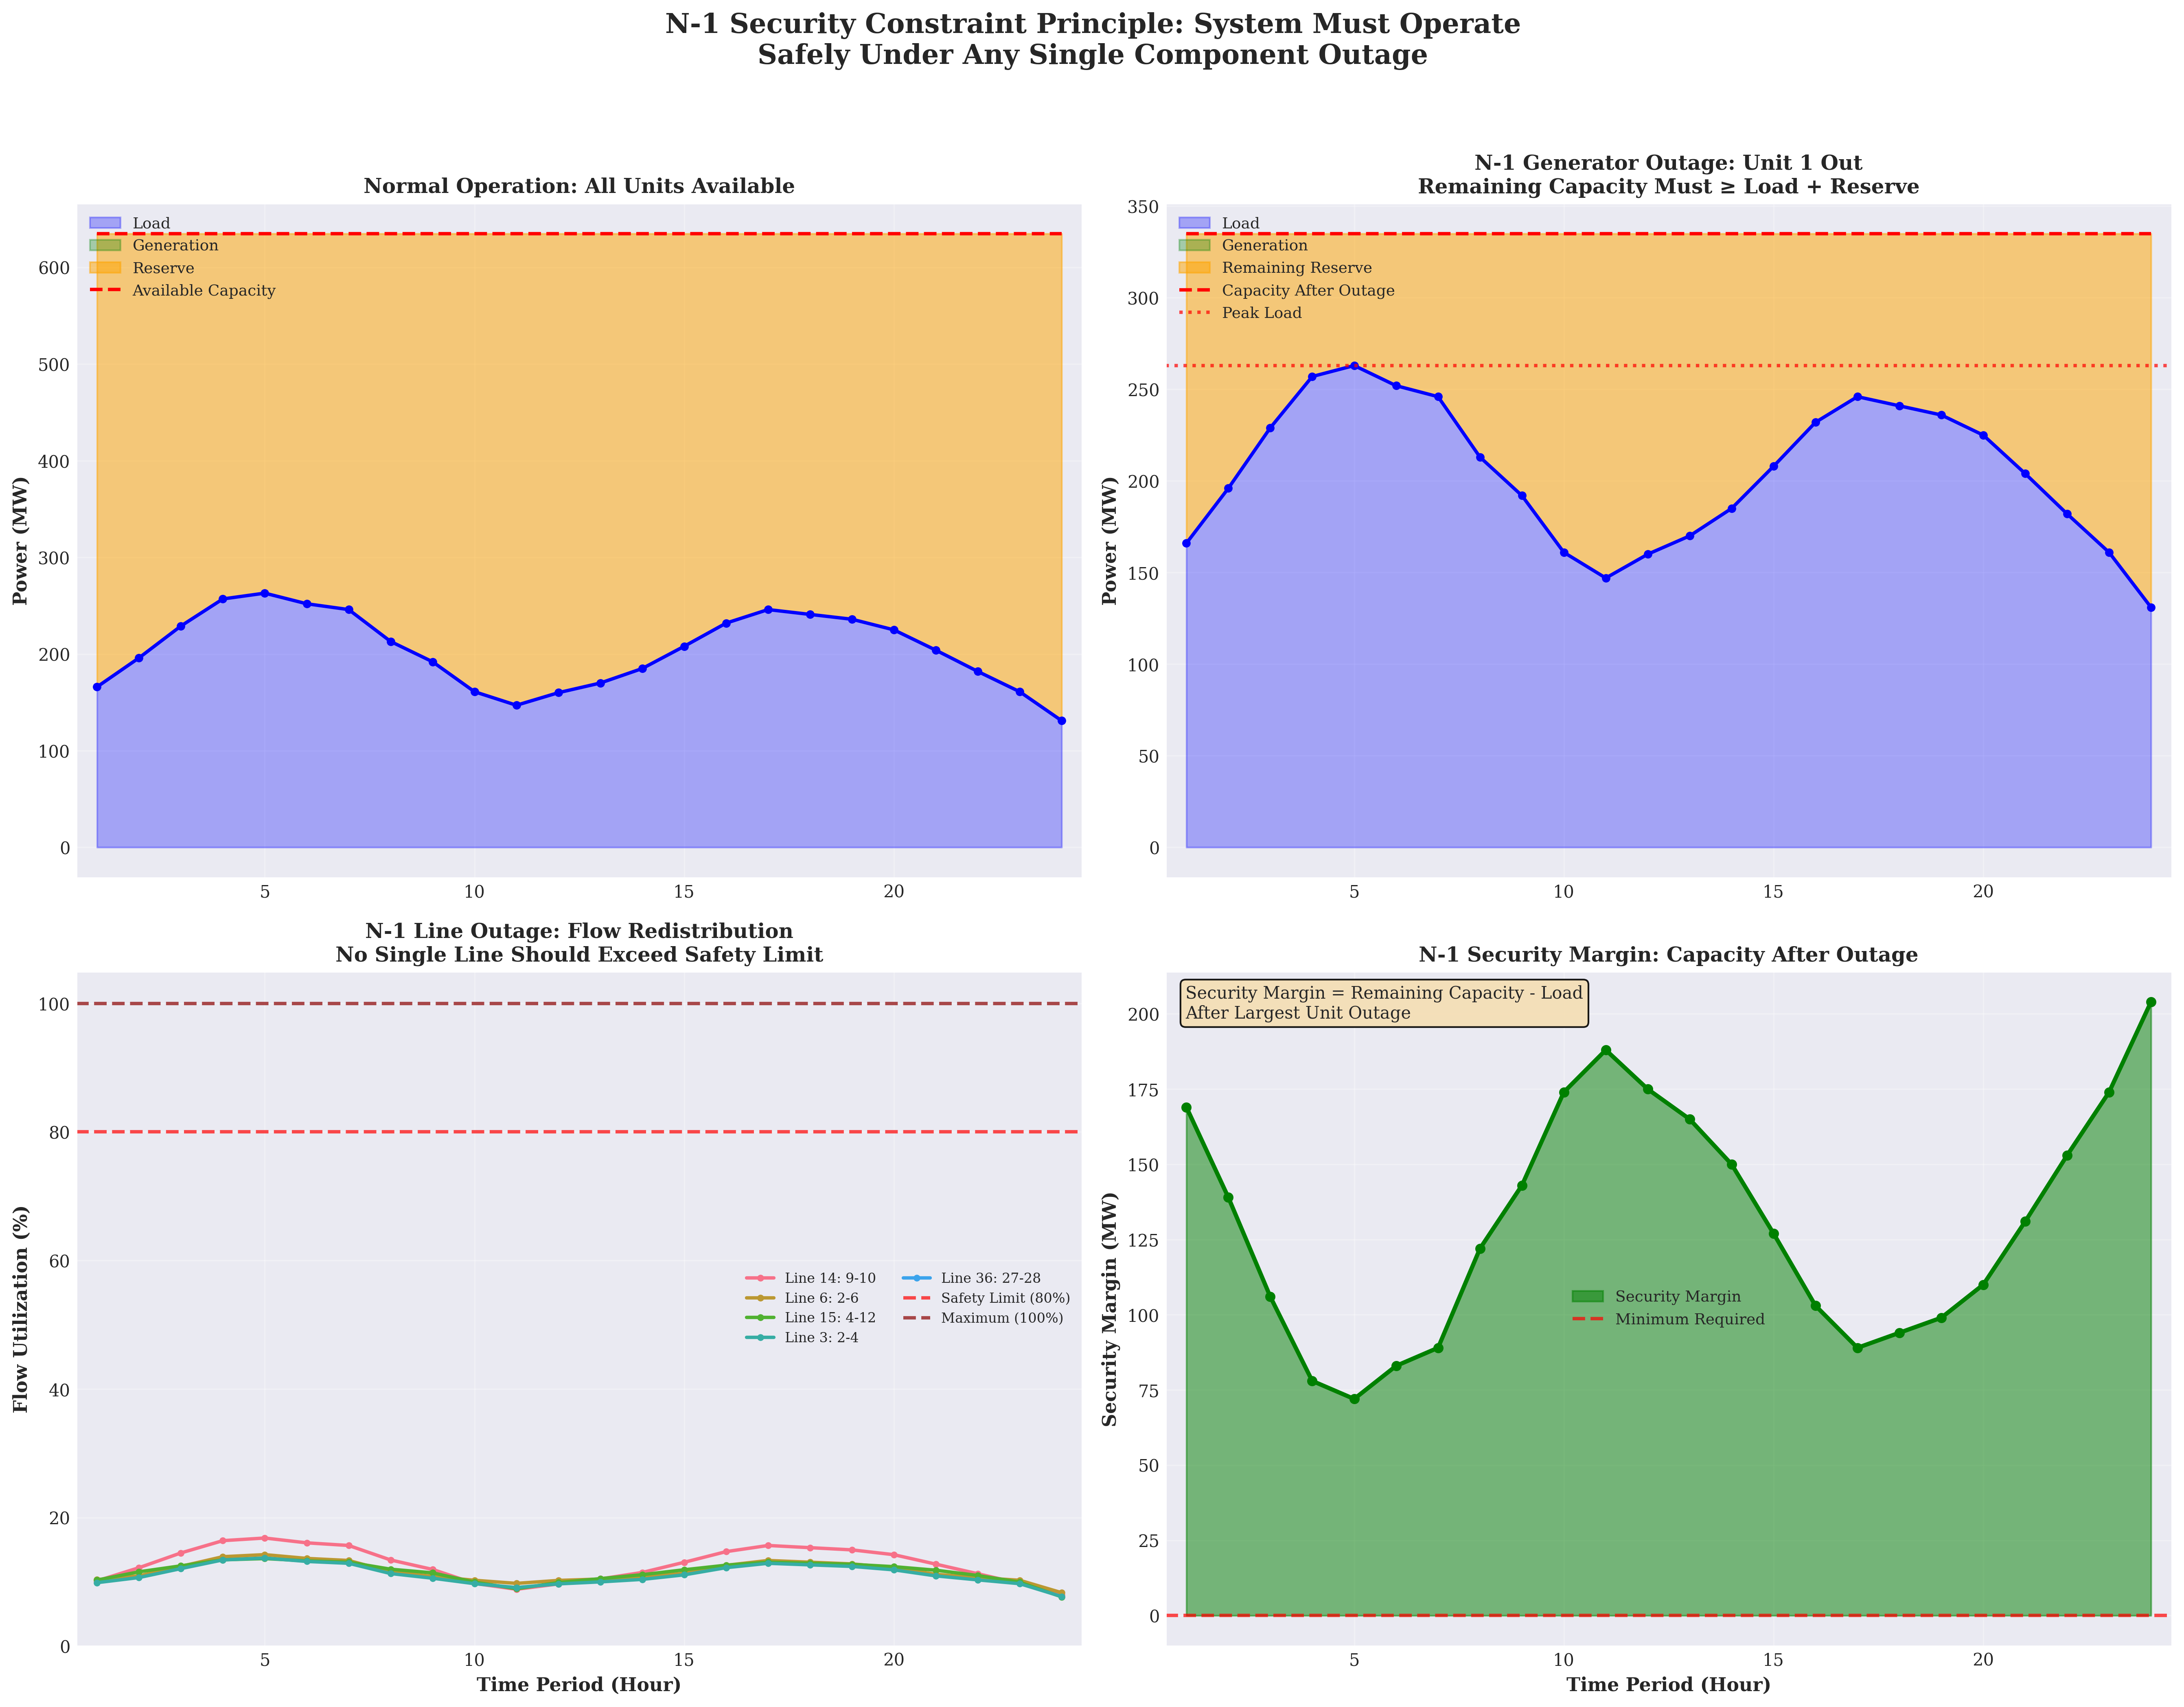 N-1 Security Constraint Principle: System Must Operate
Safely Under Any Single Component Outage
Normal Operation: All Units Available
Load
Generation
Reserve
Available Capacity
Power (MW)
600
500
400
300
200
100
0
5
10
15
20
N-1 Generator Outage: Unit 1 Out
Remaining Capacity Must ≥ Load + Reserve
Load
Generation
Remaining Reserve
Capacity After Outage
Peak Load
Power (MW)
350
300
250
200
150
100
50
0
5
10
15
20
N-1 Line Outage: Flow Redistribution
No Single Line Should Exceed Safety Limit
Flow Utilization (%)
100
80
60
40
20
0
Line 14: 9-10
Line 6: 2-6
Line 15: 4-12
Line 3: 2-4
Line 36: 27-28
Safety Limit (80%)
Maximum (100%)
5
10
15
20
Time Period (Hour)
N-1 Security Margin: Capacity After Outage
Security Margin = Remaining Capacity - Load
After Largest Unit Outage
Security Margin (MW)
200
175
150
125
100
75
50
25
0
Security Margin
Minimum Required
5
10
15
20
Time Period (Hour)